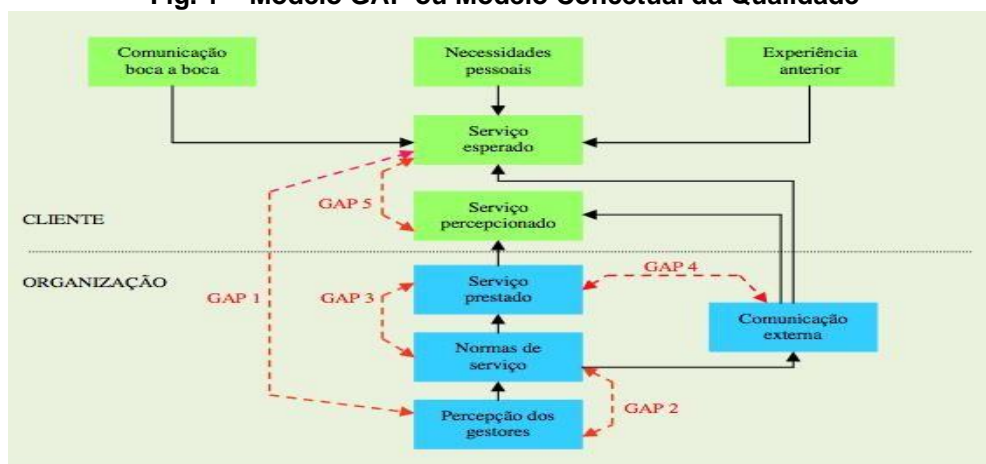 Fig. 1 – Modelo GAP ou Modelo Concetual da Qualidade
Comunicação
boca a boca
Necessidades
pessoais
Experiência
anterior
Serviço
esperado
GAP 5
Serviço
percepcionado
CLIENTE
ORGANIZAÇÃO
GAP 1
GAP 3
Serviço
prestado
GAP 4
Comunicação
externa
Normas de
serviço
GAP 2
Percepção dos
gestores